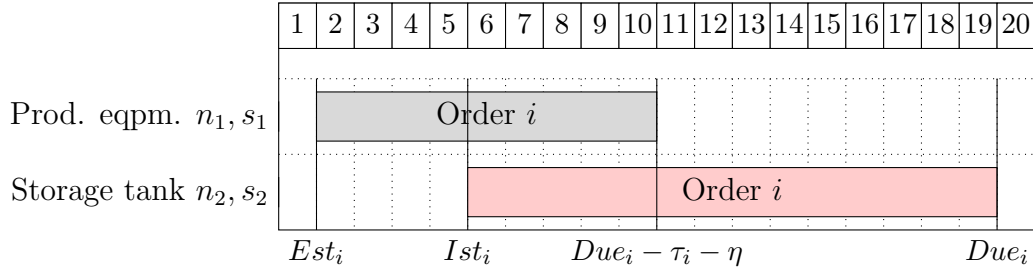 1 2 3 4 5 6 7 8 9 10 11 12 13 14 15 16 17 18 19 20
Prod. eqpm. n₁, s₁ Order i
Storage tank n₂, s₂ Order i
Estᵢ Istᵢ Dueᵢ − τᵢ − η Dueᵢ